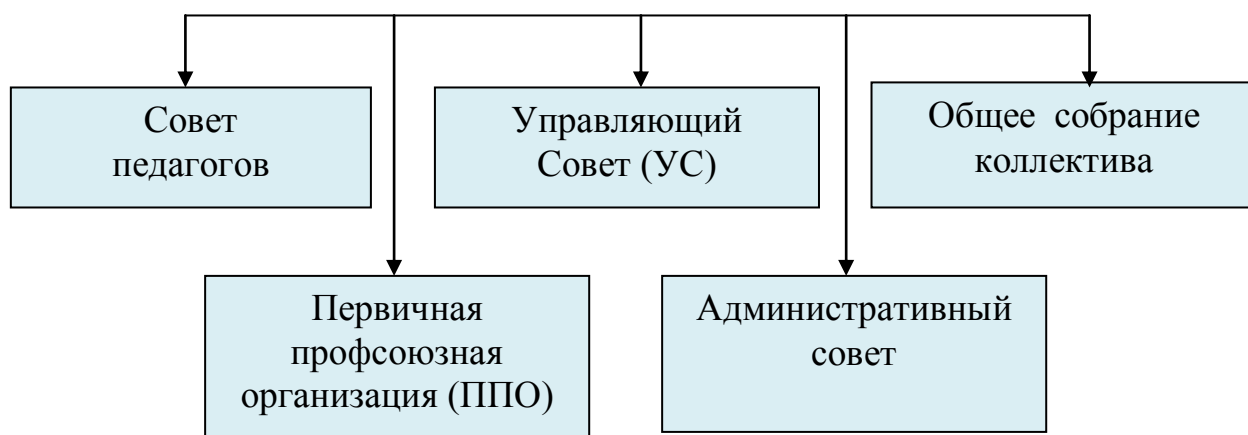 Совет
педагогов
Управляющий
Совет (УС)
Общее собрание
коллектива
Первичная
профсоюзная
организация (ППО)
Административный
совет